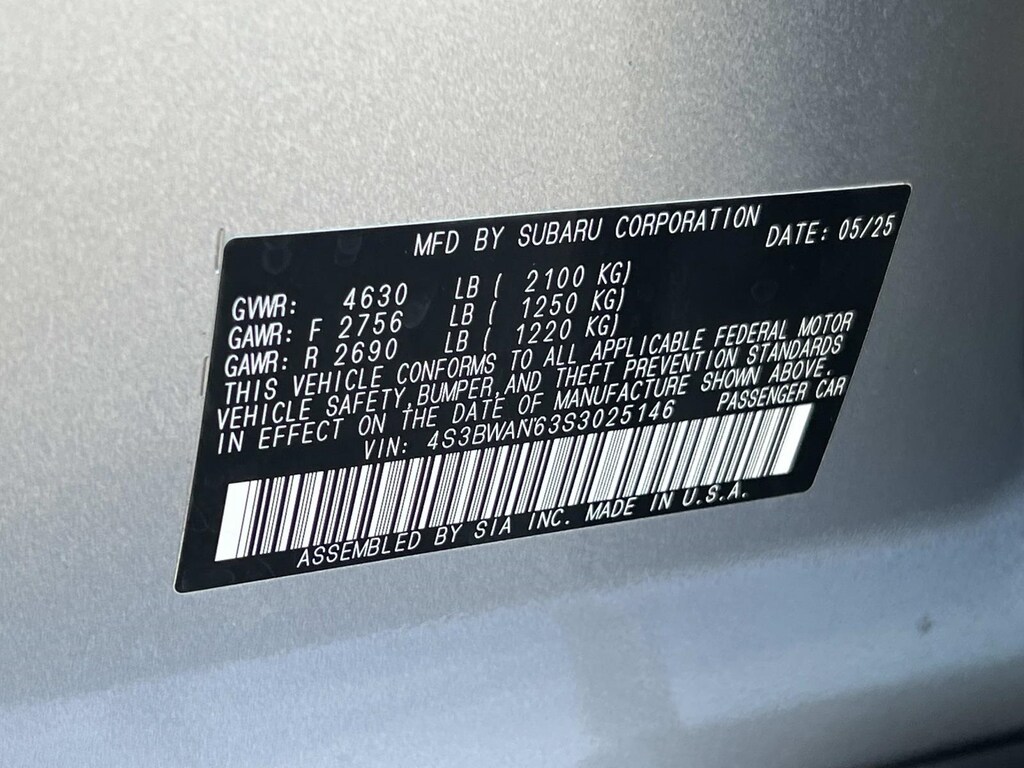 MFD BY SUBARU CORPORATION DATE: 05/25
GVWR: 4630 LB ( 2100 KG)
GAWR: F 2756 LB ( 1250 KG)
GAWR: R 2690 LB ( 1220 KG)
THIS VEHICLE CONFORMS TO ALL APPLICABLE FEDERAL MOTOR
VEHICLE SAFETY, BUMPER, AND THEFT PREVENTION STANDARDS
IN EFFECT ON THE DATE OF MANUFACTURE SHOWN ABOVE.
VIN: 4S3BWAN63S3025146 PASSENGER CAR
ASSEMBLED BY SIA INC. MADE IN U.S.A.